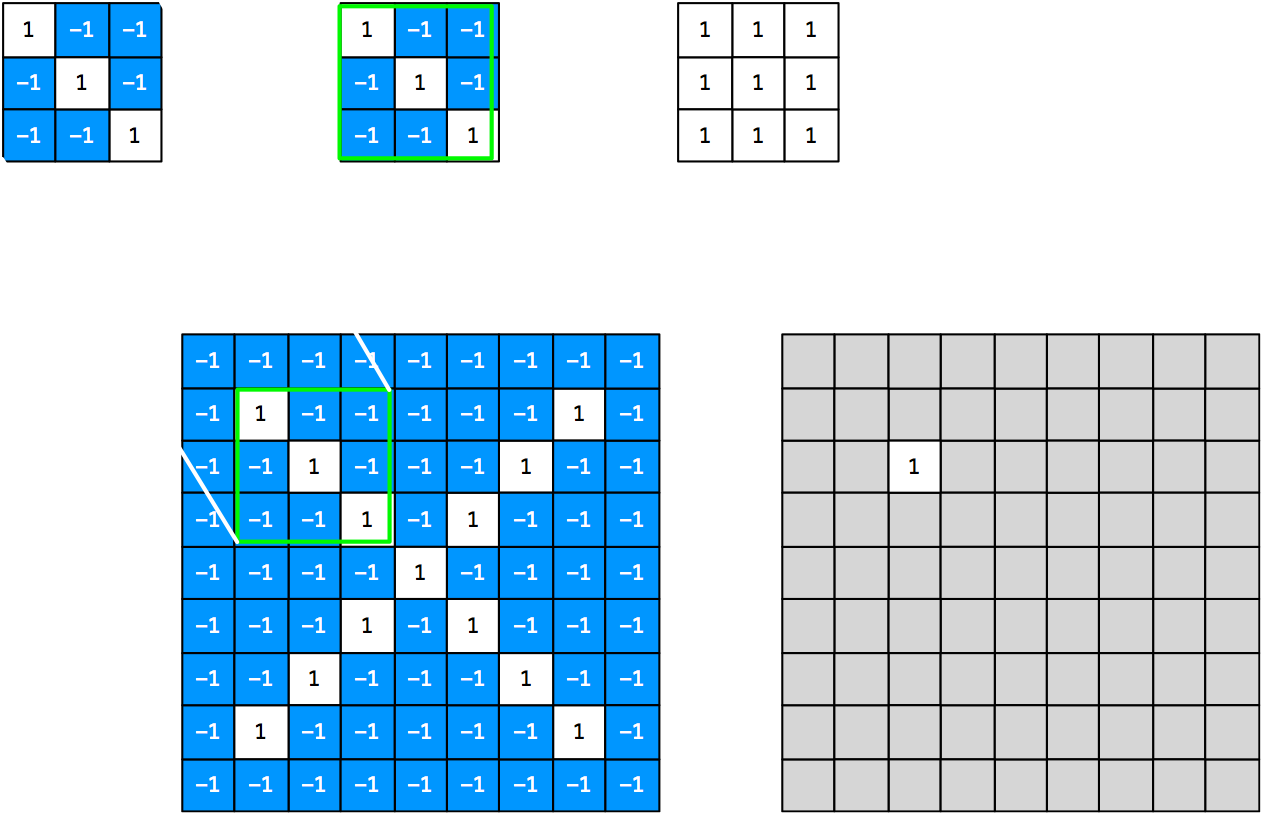 1 −1 −1 1 −1 −1 1 1 1
−1 1 −1 −1 1 −1 1 1 1
−1 −1 1 −1 −1 1 1 1 1
−1 −1 −1 −1 −1 −1 −1 −1 −1
−1 1 −1 −1 −1 −1 −1 1 −1
−1 −1 1 −1 −1 −1 1 −1 −1 1
−1 −1 −1 1 −1 1 −1 −1 −1
−1 −1 −1 −1 1 −1 −1 −1 −1
−1 −1 −1 1 −1 1 −1 −1 −1
−1 −1 1 −1 −1 −1 1 −1 −1
−1 1 −1 −1 −1 −1 −1 1 −1
−1 −1 −1 −1 −1 −1 −1 −1 −1